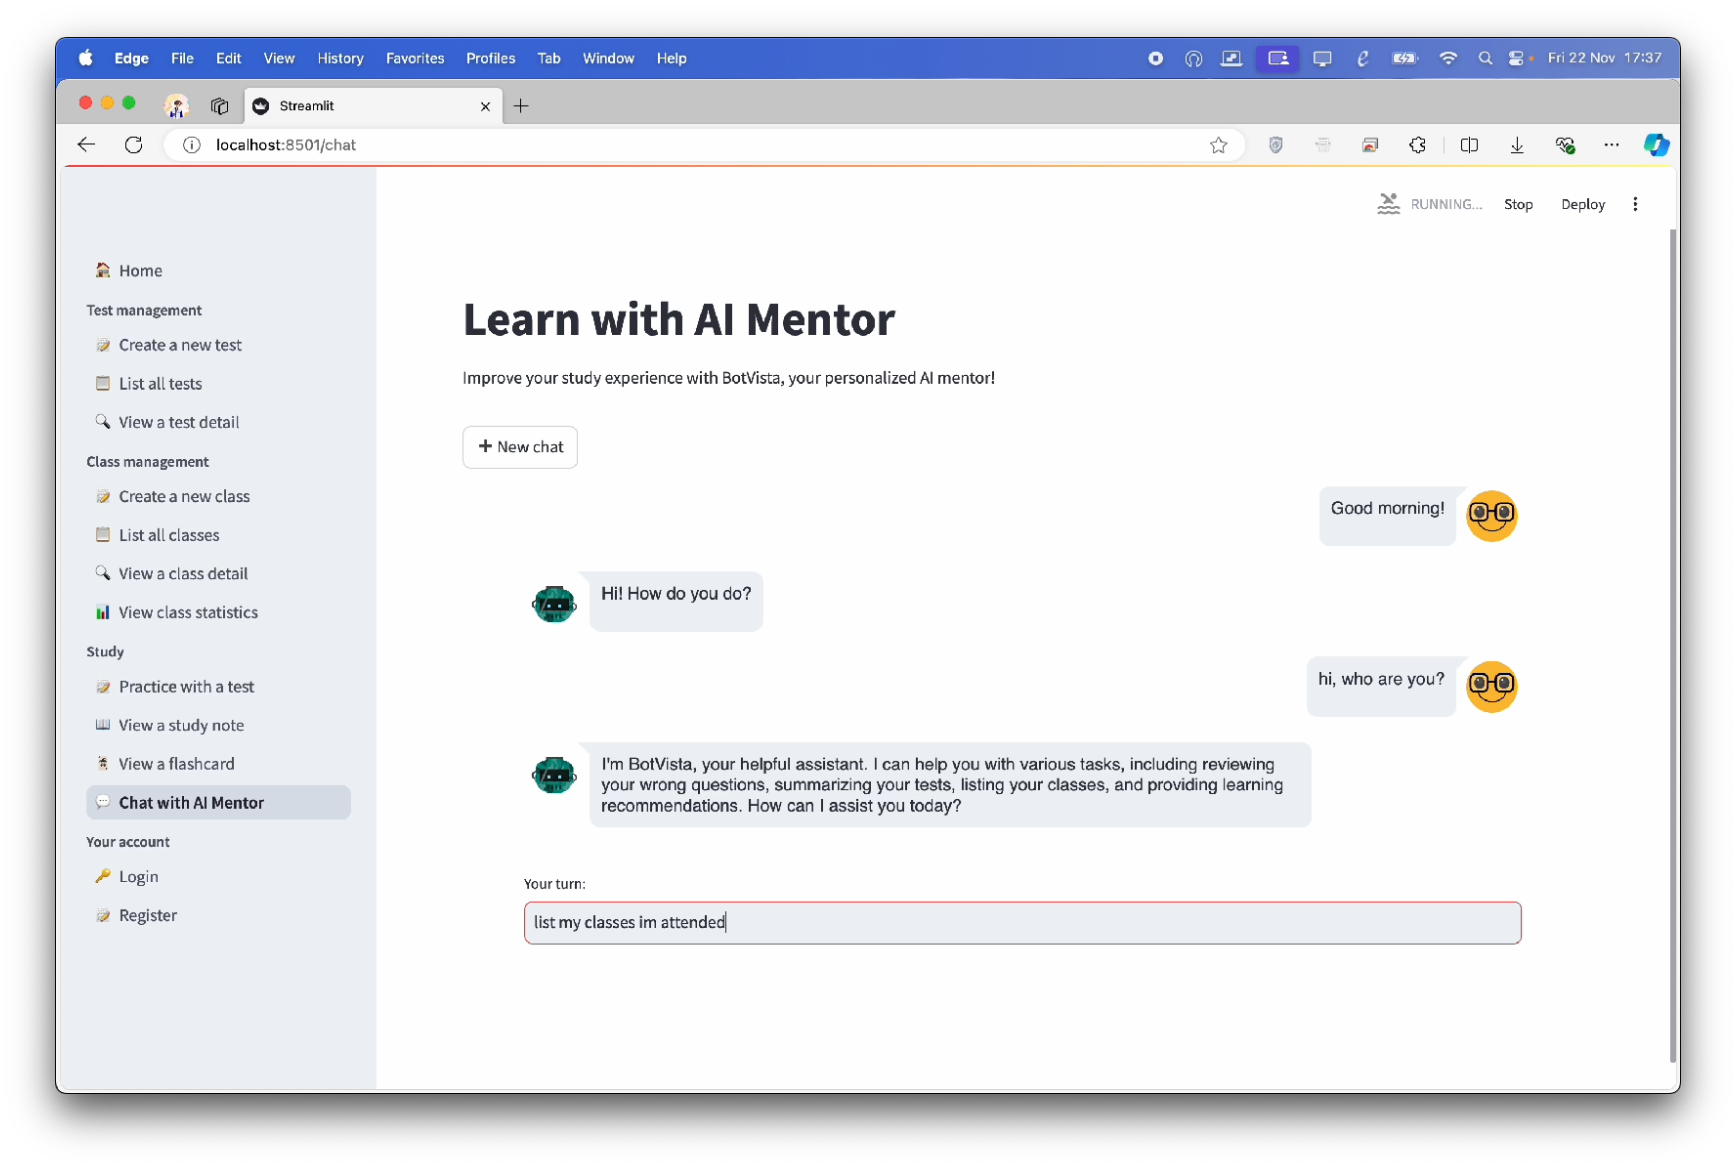 Edge File Edit View History Favorites Profiles Tab Window Help Fri 22 Nov 17:37
Streamlit
localhost:8501/chat
RUNNING... Stop Deploy
Home
Test management
Create a new test
List all tests
View a test detail
Class management
Create a new class
List all classes
View a class detail
View class statistics
Study
Practice with a test
View a study note
View a flashcard
Chat with AI Mentor
Your account
Login
Register
Learn with AI Mentor
Improve your study experience with BotVista, your personalized AI mentor!
+ New chat
Good morning!
Hi! How do you do?
hi, who are you?
I'm BotVista, your helpful assistant. I can help you with various tasks, including reviewing
your wrong questions, summarizing your tests, listing your classes, and providing learning
recommendations. How can I assist you today?
Your turn:
list my classes im attended